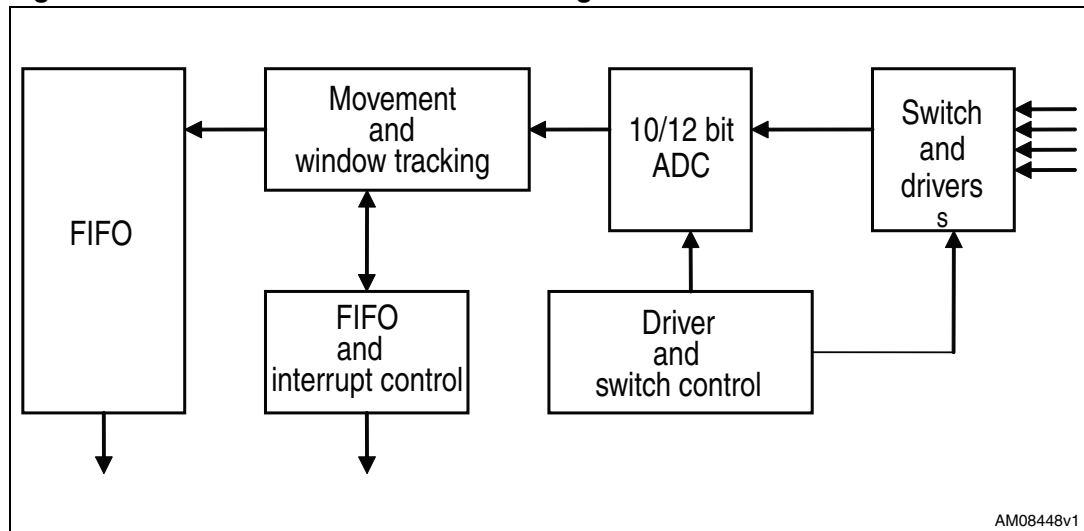 FIFO
Movement
and
window tracking
10/12 bit
ADC
Switch
and
drivers
s
FIFO
and
interrupt control
Driver
and
switch control
AM08448v1